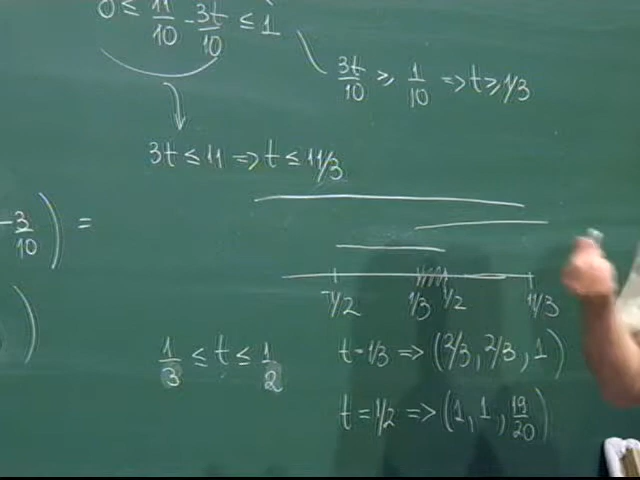 0 ≤ 11/10 - 3t/10 ≤ 1
3t/10 ≥ 1/10 => t ≥ 1/3
3t ≤ 11 => t ≤ 11/3
-3/10) =
-1/2 1/3 1/2 11/3
)
1/3 ≤ t ≤ 1/2
t = 1/3 => (2/3, 2/3, 1)
t = 1/2 => (1, 1, 19/20)